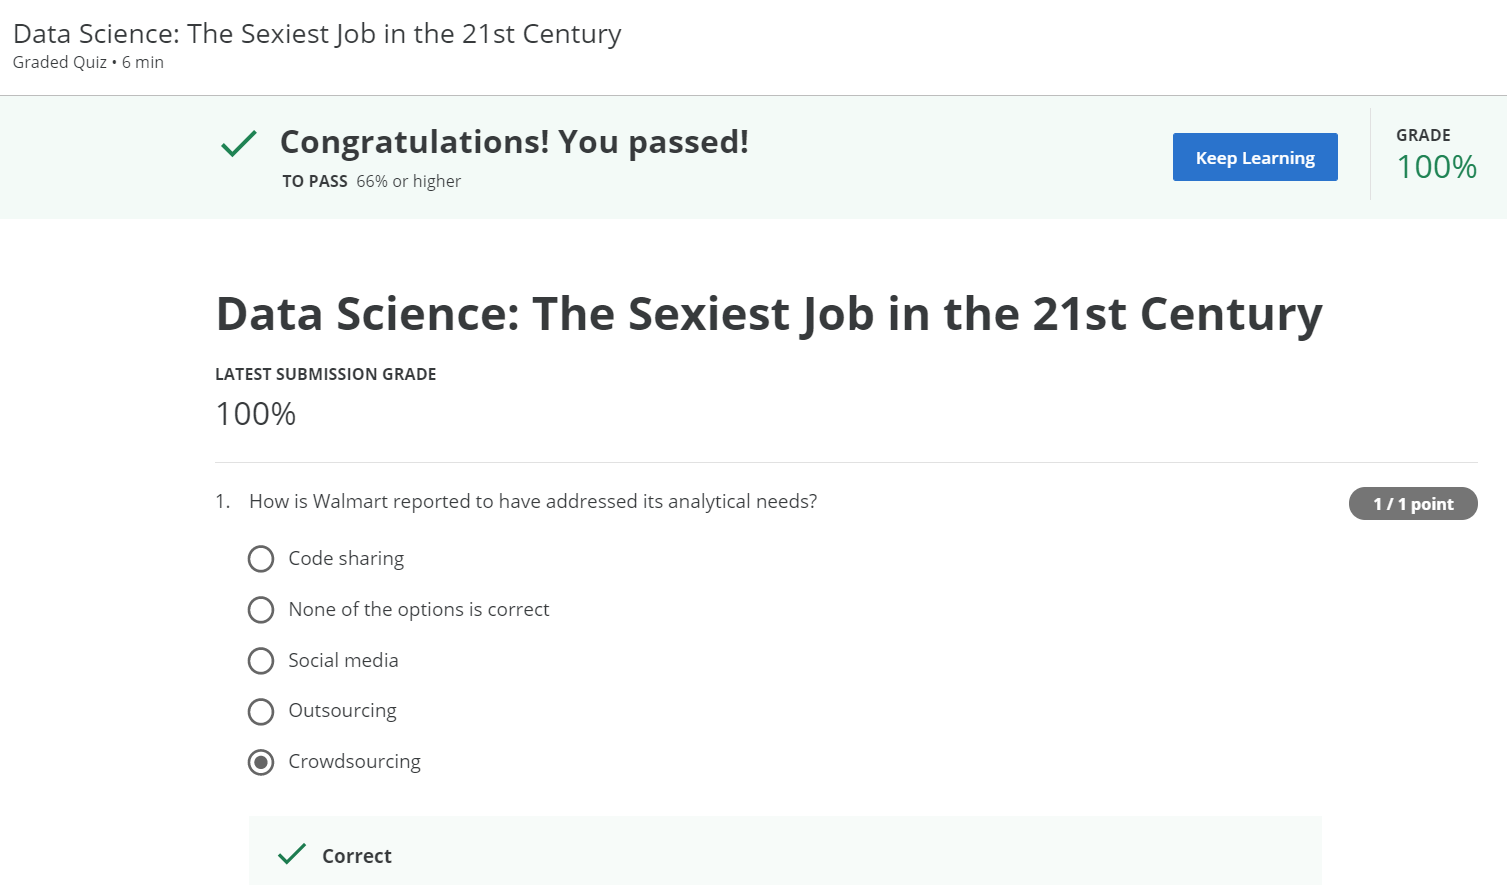 Data Science: The Sexiest Job in the 21st Century
Graded Quiz • 6 min
Congratulations! You passed!
TO PASS 66% or higher
Keep Learning
GRADE
100%
Data Science: The Sexiest Job in the 21st Century
LATEST SUBMISSION GRADE
100%
1. How is Walmart reported to have addressed its analytical needs?
1 / 1 point
Code sharing
None of the options is correct
Social media
Outsourcing
Crowdsourcing
Correct